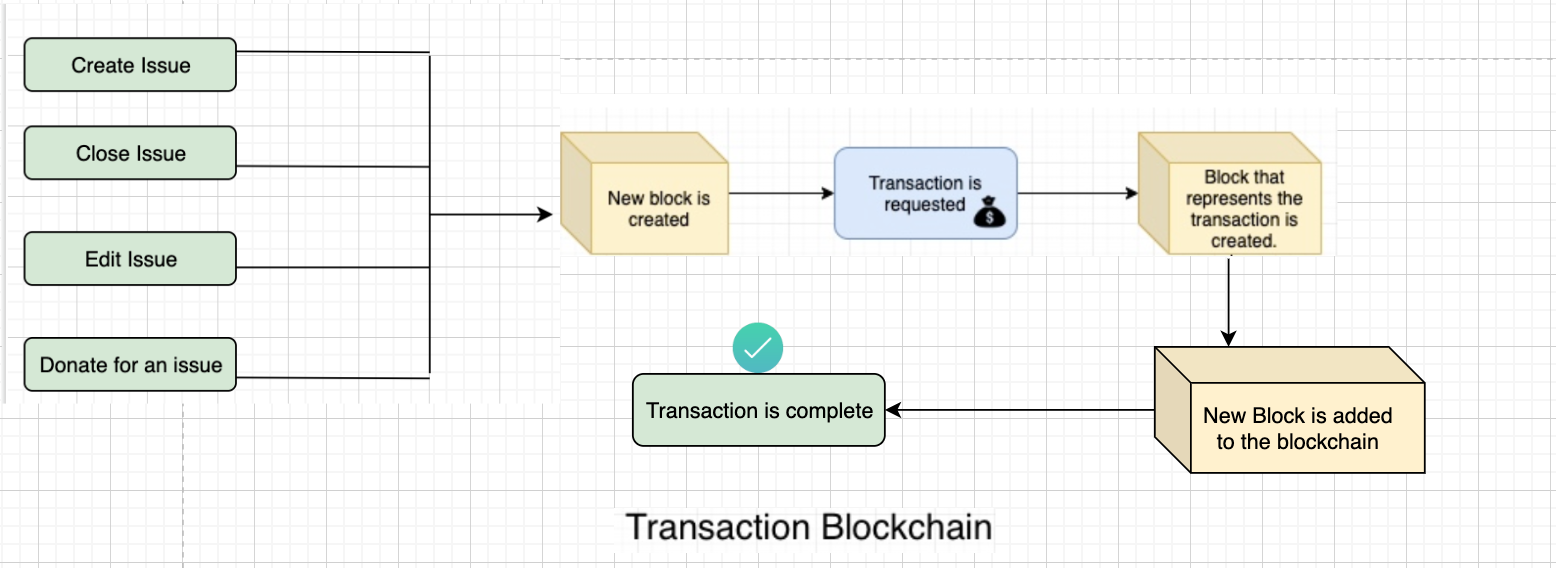 Create Issue
Close Issue
Edit Issue
Donate for an issue
New block is
created
Transaction is
requested
$
Block that
represents the
transaction is
created.
New Block is added
to the blockchain
Transaction is complete
Transaction Blockchain